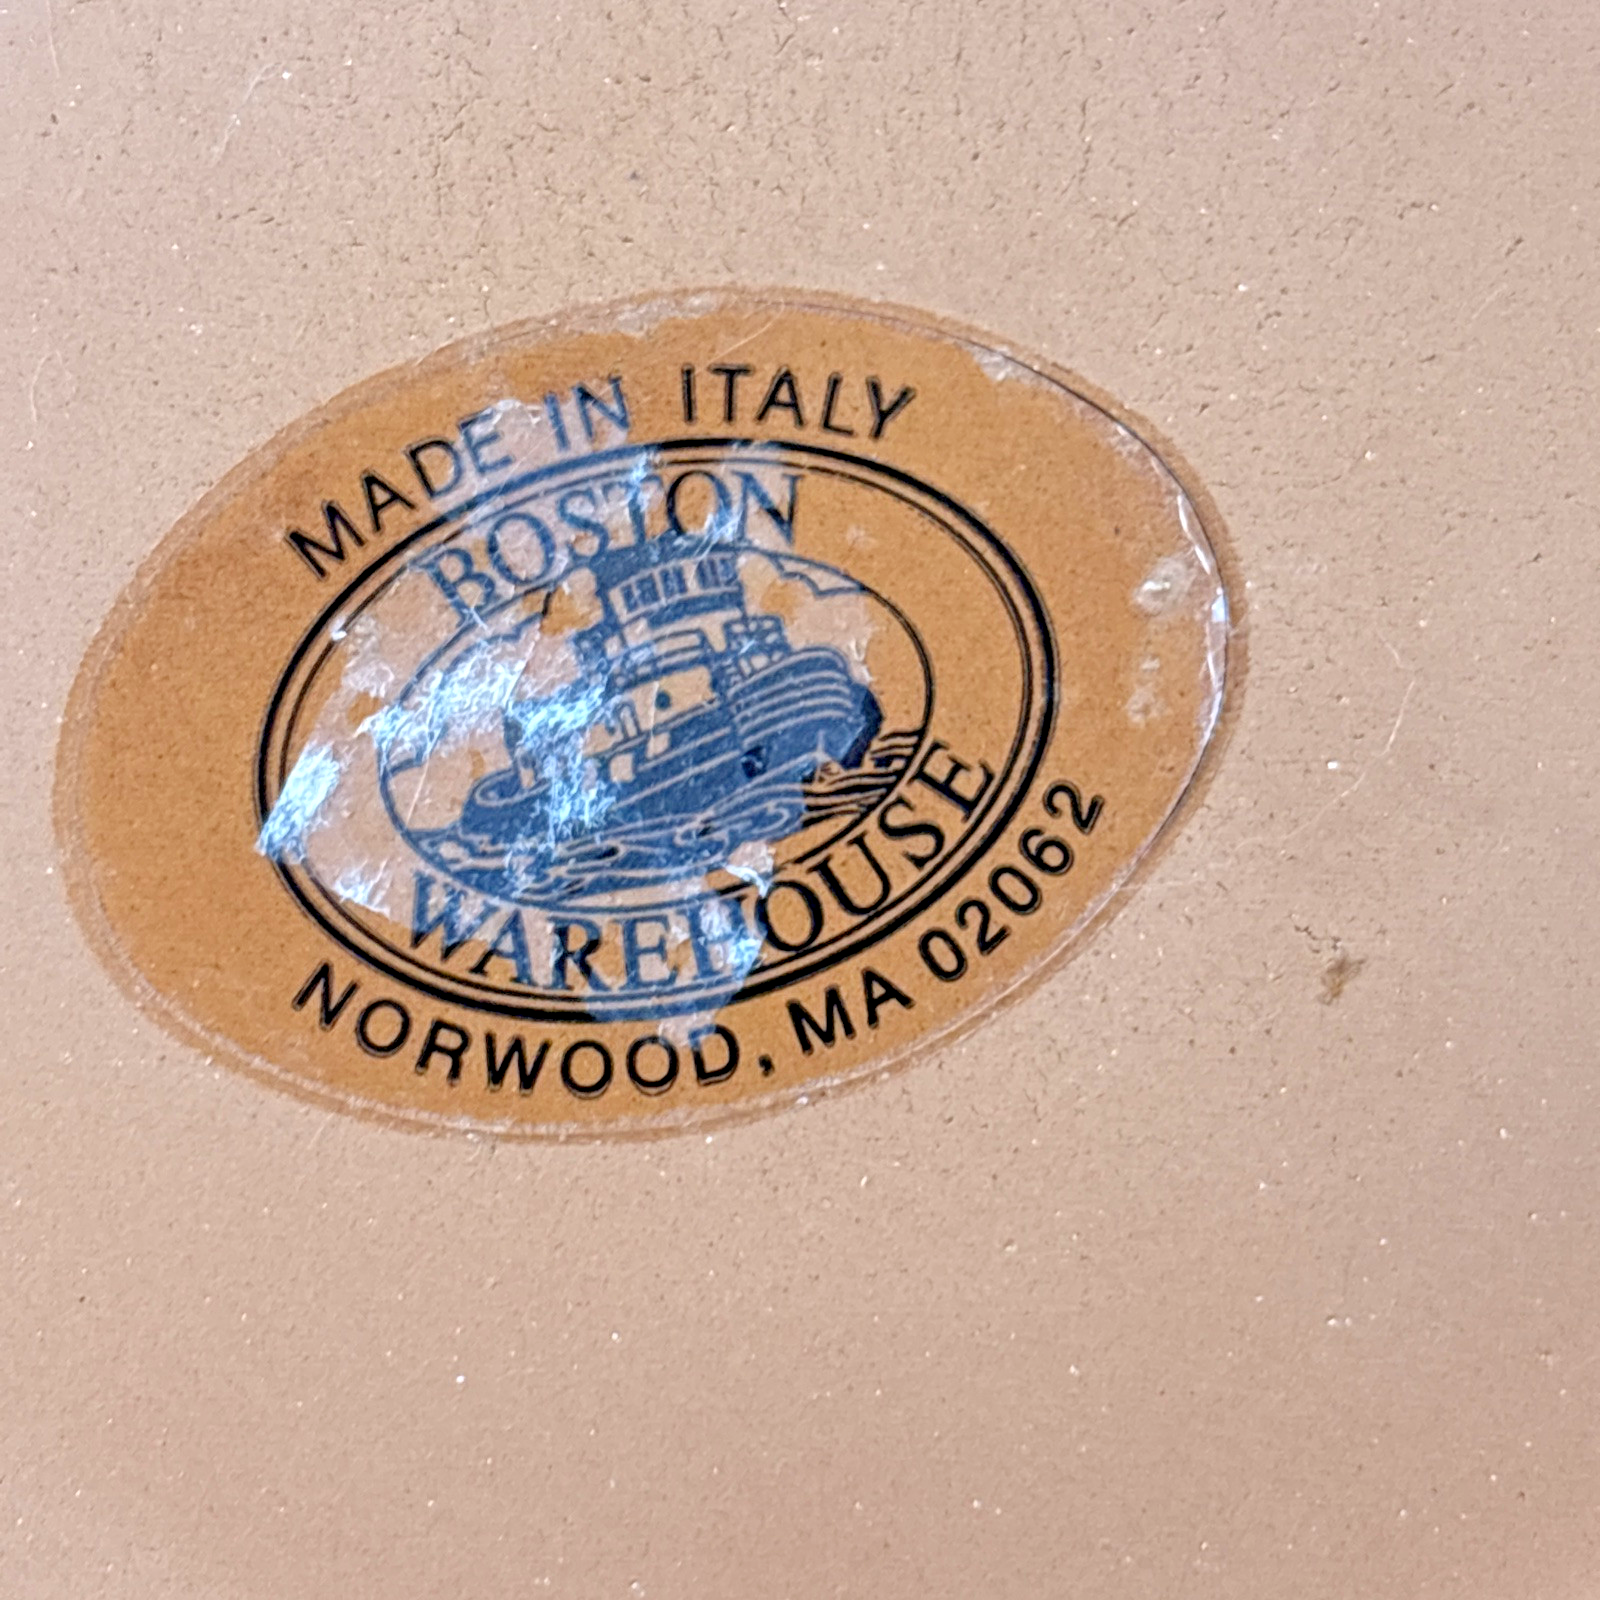 MADE IN ITALY
BOSTON
WAREHOUSE
NORWOOD, MA 02062